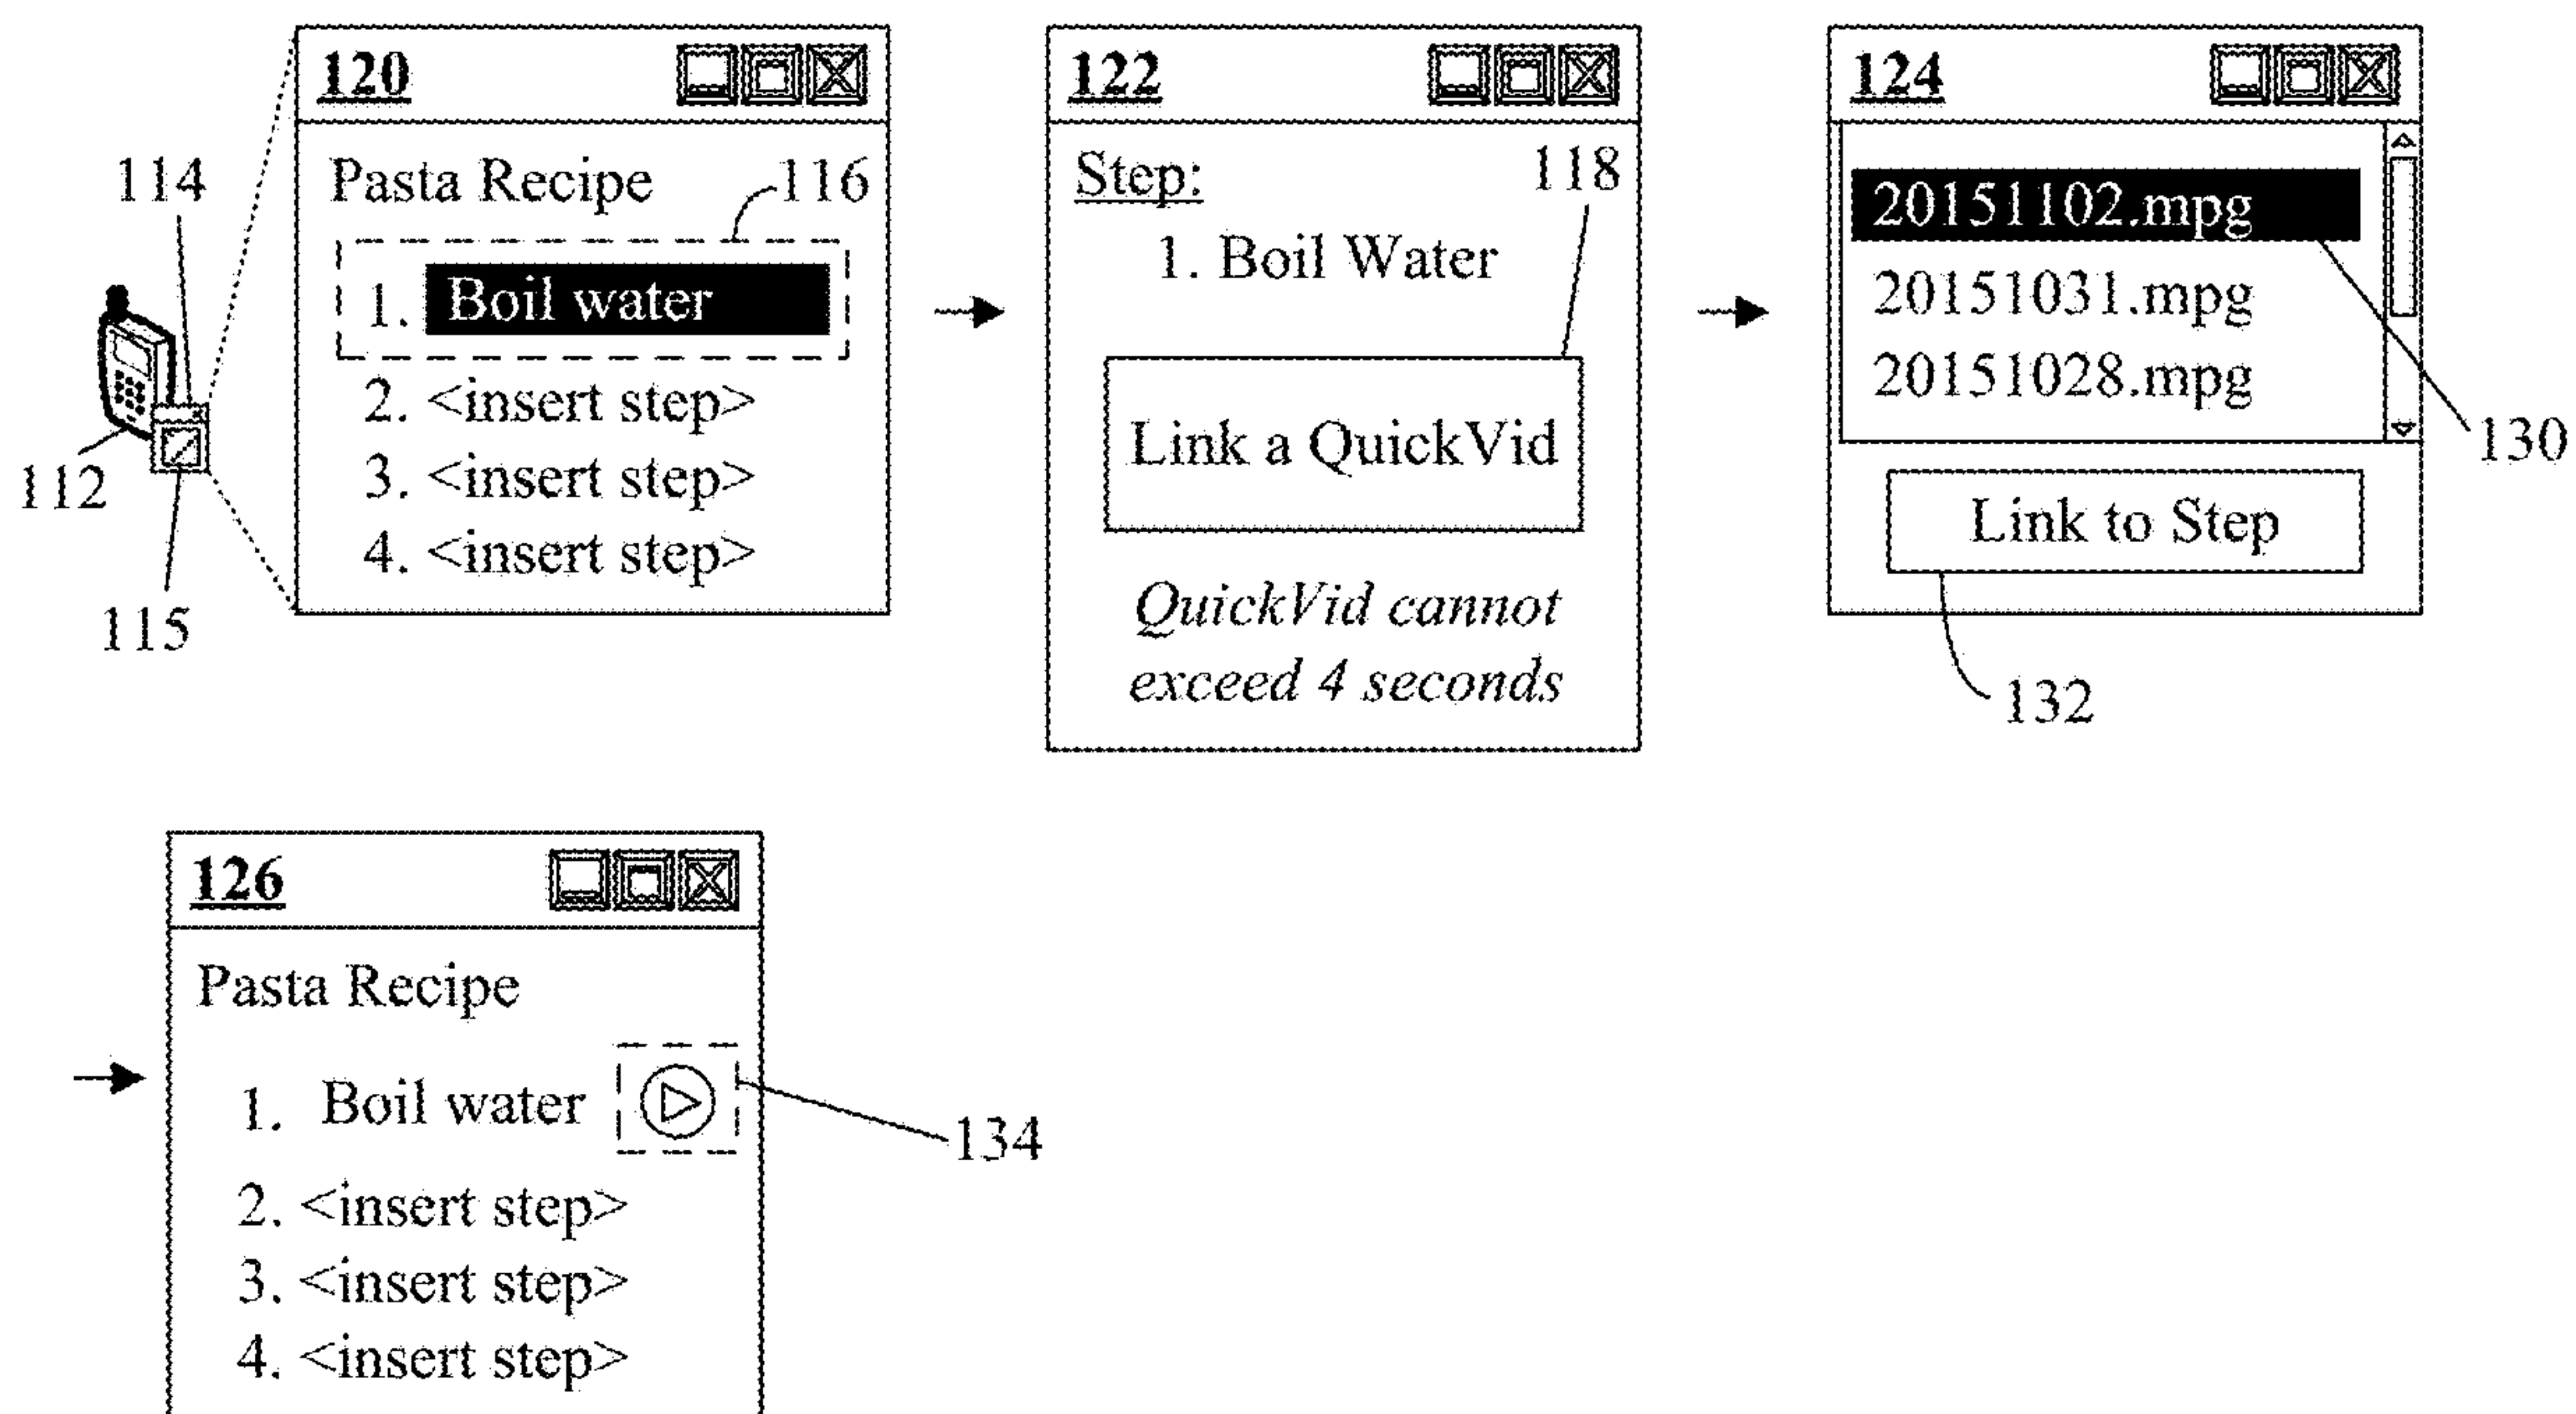 120
Pasta Recipe
116
1. Boil water
2. <insert step>
3. <insert step>
4. <insert step>
114
112
115
122
Step:
118
1. Boil Water
Link a QuickVid
QuickVid cannot
exceed 4 seconds
124
20151102.mpg
20151031.mpg
20151028.mpg
130
Link to Step
132
126
Pasta Recipe
1. Boil water
134
2. <insert step>
3. <insert step>
4. <insert step>